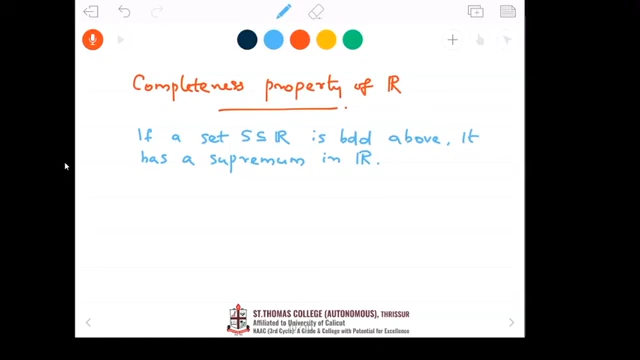 Completeness property of ℝ
If a set S ⊆ ℝ is bdd above, It
has a supremum in ℝ.
ST.THOMAS COLLEGE (AUTONOMOUS), THRISSUR
Affiliated to University of Calicut
NAAC (3rd Cycle): A Grade & College with Potential for Excellence